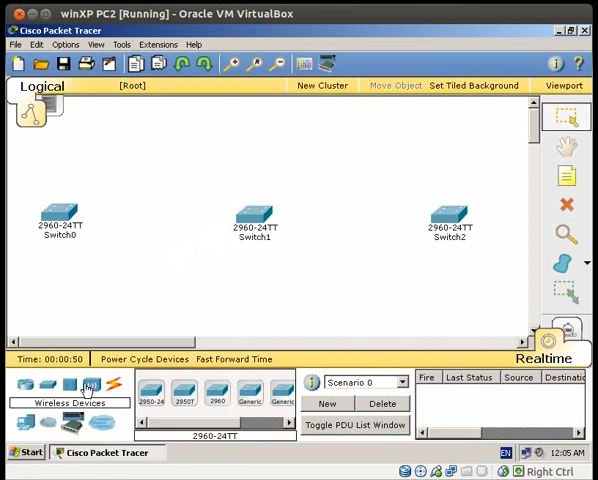 winXP PC2 [Running] - Oracle VM VirtualBox
Cisco Packet Tracer
File Edit Options View Tools Extensions Help
Logical [Root] New Cluster Move Object Set Tiled Background Viewport
2960-24TT 2960-24TT 2960-24TT
Switch0 Switch1 Switch2
Time: 00:00:50 Power Cycle Devices Fast Forward Time Realtime
Wireless Devices
2950-24 2950T 2960 Generic Generic
2960-24TT
Scenario 0
New Delete
Toggle PDU List Window
Fire Last Status Source Destinatio
Start Cisco Packet Tracer EN 12:05 AM
Right Ctrl